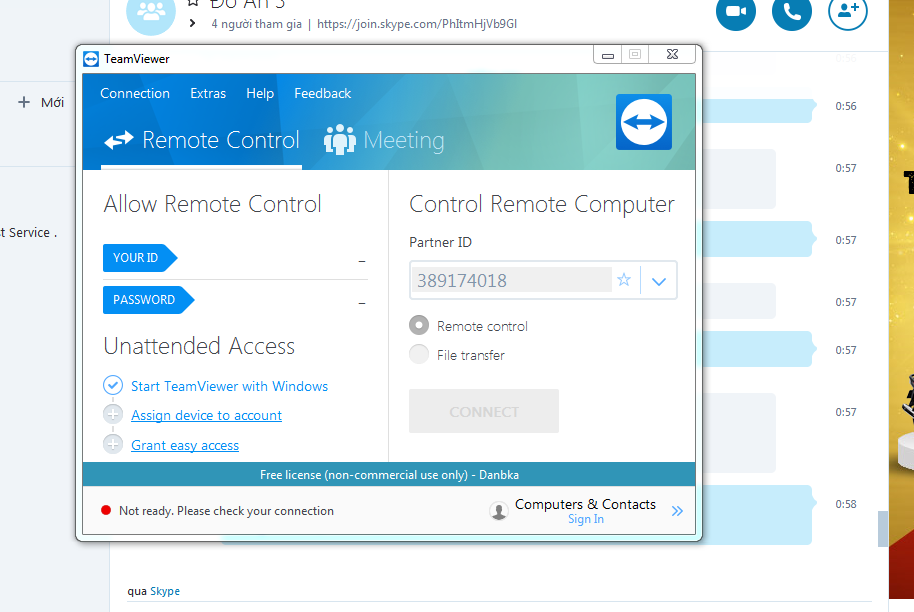 Đồ Án 5
4 người tham gia | https://join.skype.com/PhItmHjVb9GI
TeamViewer
Connection Extras Help Feedback
Remote Control Meeting
Mới
t Service .
Allow Remote Control
YOUR ID –
PASSWORD –
Unattended Access
Start TeamViewer with Windows
Assign device to account
Grant easy access
Control Remote Computer
Partner ID
389174018
Remote control
File transfer
CONNECT
Free license (non-commercial use only) - Danbka
Not ready. Please check your connection
Computers & Contacts
Sign In
0:56
0:57
0:57
0:57
0:57
0:57
0:58
qua Skype